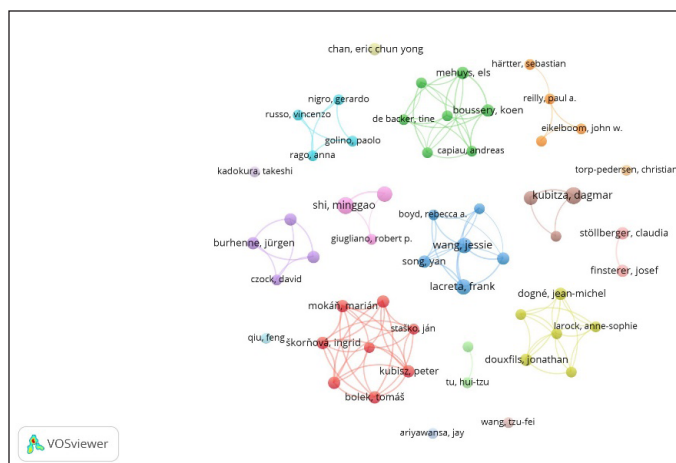 chan, eric chun yong
mehuys, els
härtter, sebastian
nigro, gerardo
reilly, paul a.
russo, vincenzo
boussery, koen
de backer, tine
golino, paolo
eikelboom, john w.
rago, anna
capiau, andreas
kadokura, takeshi
torp-pedersen, christian
kubitza, dagmar
shi, minggao
boyd, rebecca a.
stöllberger, claudia
giugliano, robert p.
burhenne, jürgen
wang, jessie
song, yan
finsterer, josef
czock, david
lacreta, frank
dogné, jean-michel
mokáň, marián
staško, ján
larock, anne-sophie
qiu, feng
škorňová, ingrid
douxfils, jonathan
kubisz, peter
tu, hui-tzu
bolek, tomáš
wang, tzu-fei
ariyawansa, jay
VOSviewer